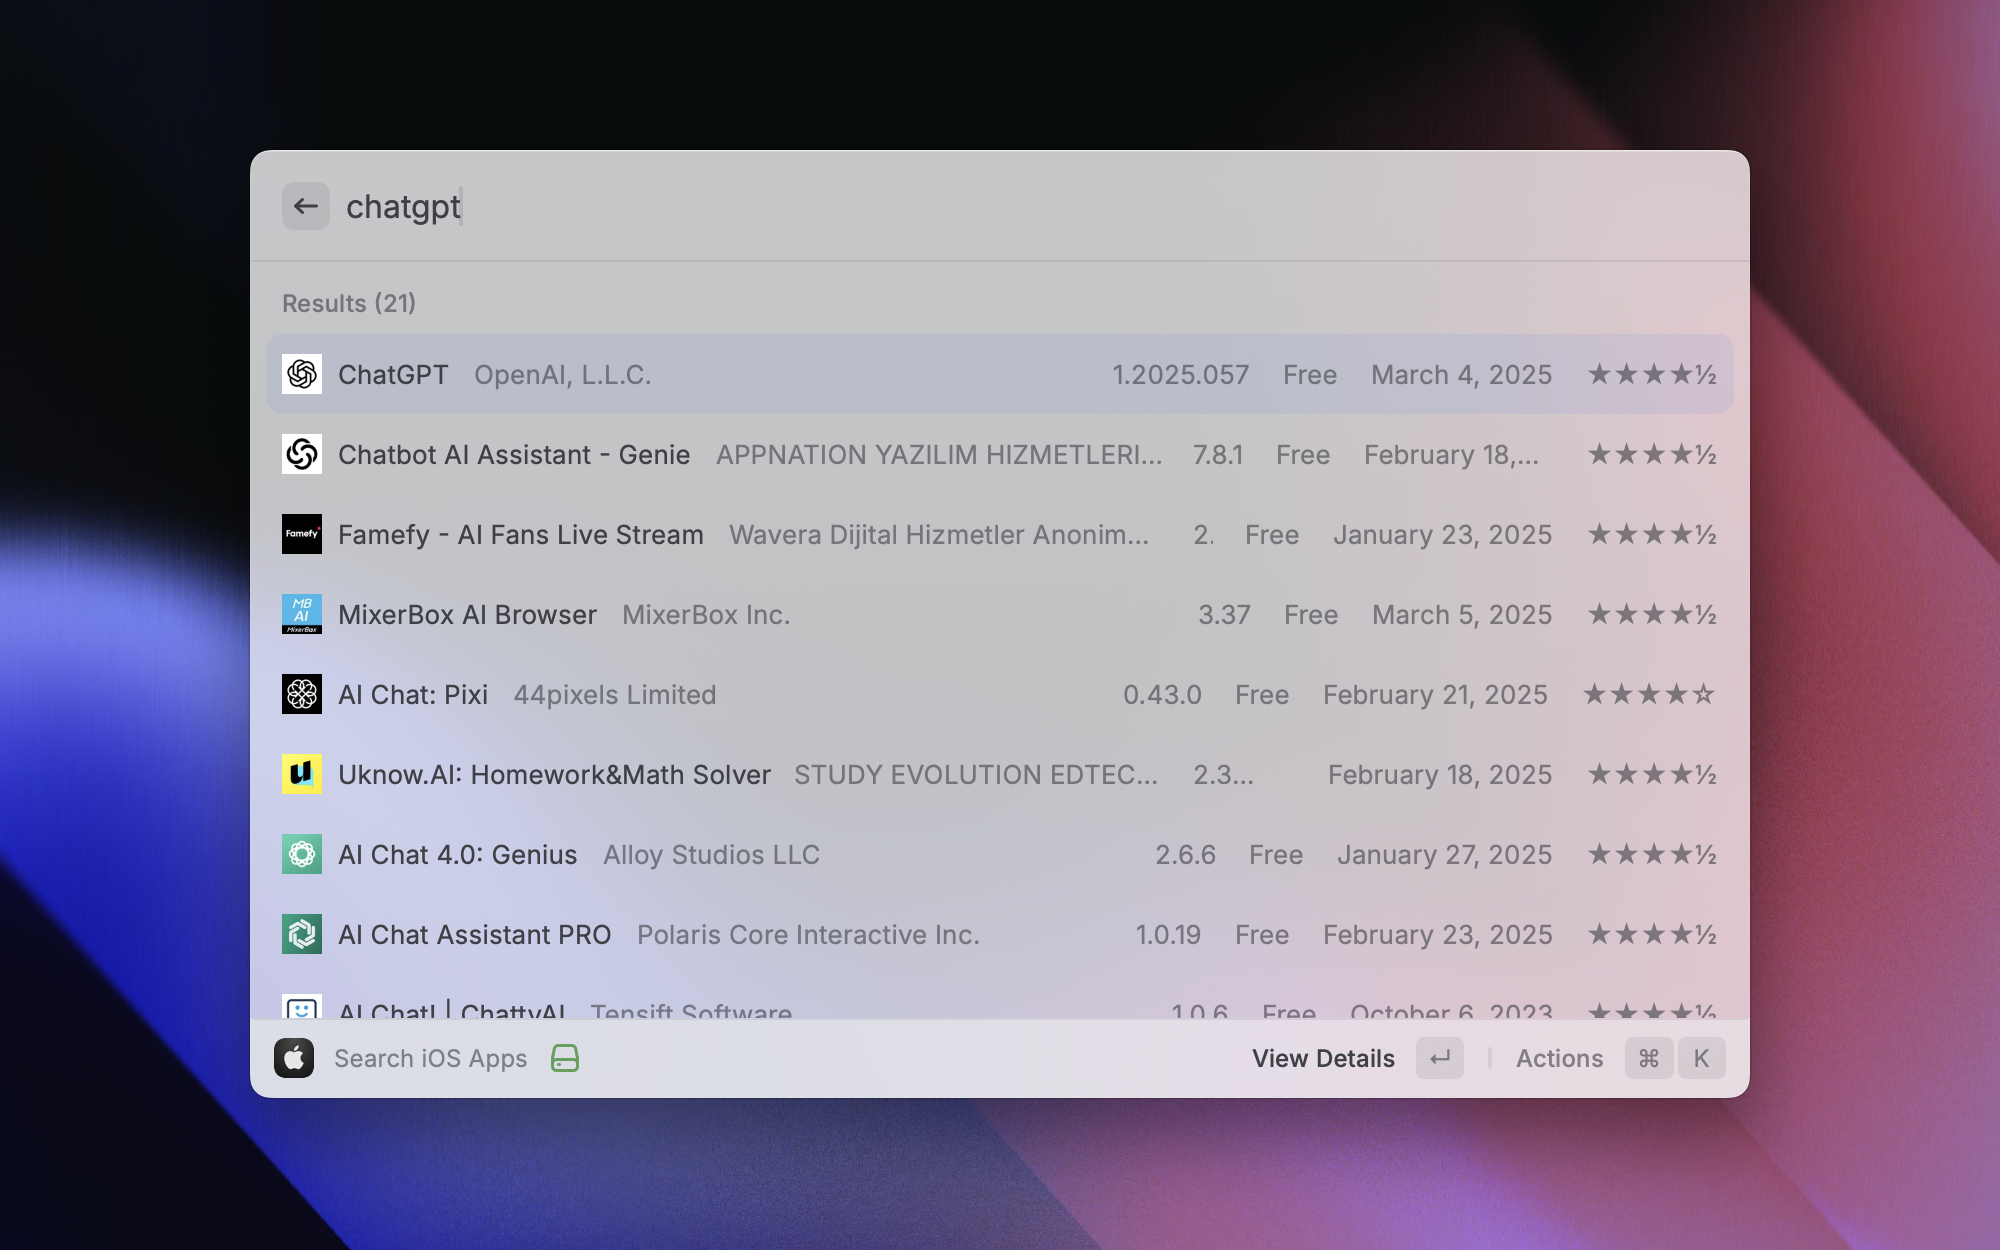 chatgpt
Results (21)
ChatGPT OpenAI, L.L.C. 1.2025.057 Free March 4, 2025 ★★★★½
Chatbot AI Assistant - Genie APPNATION YAZILIM HIZMETLERI... 7.8.1 Free February 18,... ★★★★½
Famefy
Famefy - AI Fans Live Stream Wavera Dijital Hizmetler Anonim... 2. Free January 23, 2025 ★★★★½
MB
AI
MixerBox
MixerBox AI Browser MixerBox Inc. 3.37 Free March 5, 2025 ★★★★½
AI Chat: Pixi 44pixels Limited 0.43.0 Free February 21, 2025 ★★★★☆
u
Uknow.AI: Homework&Math Solver STUDY EVOLUTION EDTEC... 2.3... February 18, 2025 ★★★★½
AI Chat 4.0: Genius Alloy Studios LLC 2.6.6 Free January 27, 2025 ★★★★½
AI Chat Assistant PRO Polaris Core Interactive Inc. 1.0.19 Free February 23, 2025 ★★★★½
AI Chat! | ChattyAI Tensift Software 1.0.6 Free October 6, 2023 ★★★★½
Search iOS Apps View Details ↵ Actions ⌘ K